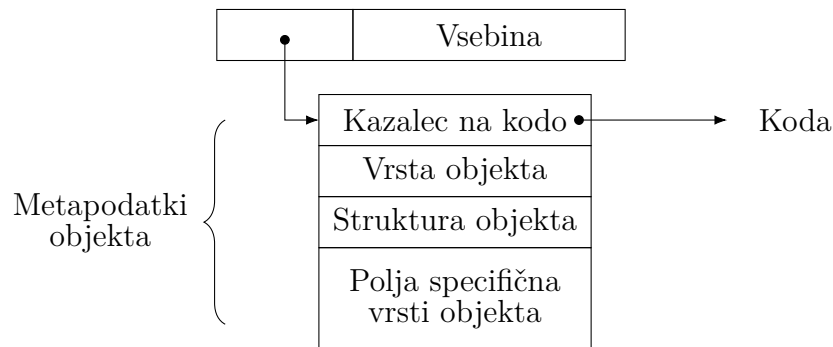 Vsebina
Kazalec na kodo
Koda
Vrsta objekta
Metapodatki
objekta
Struktura objekta
Polja specifična
vrsti objekta